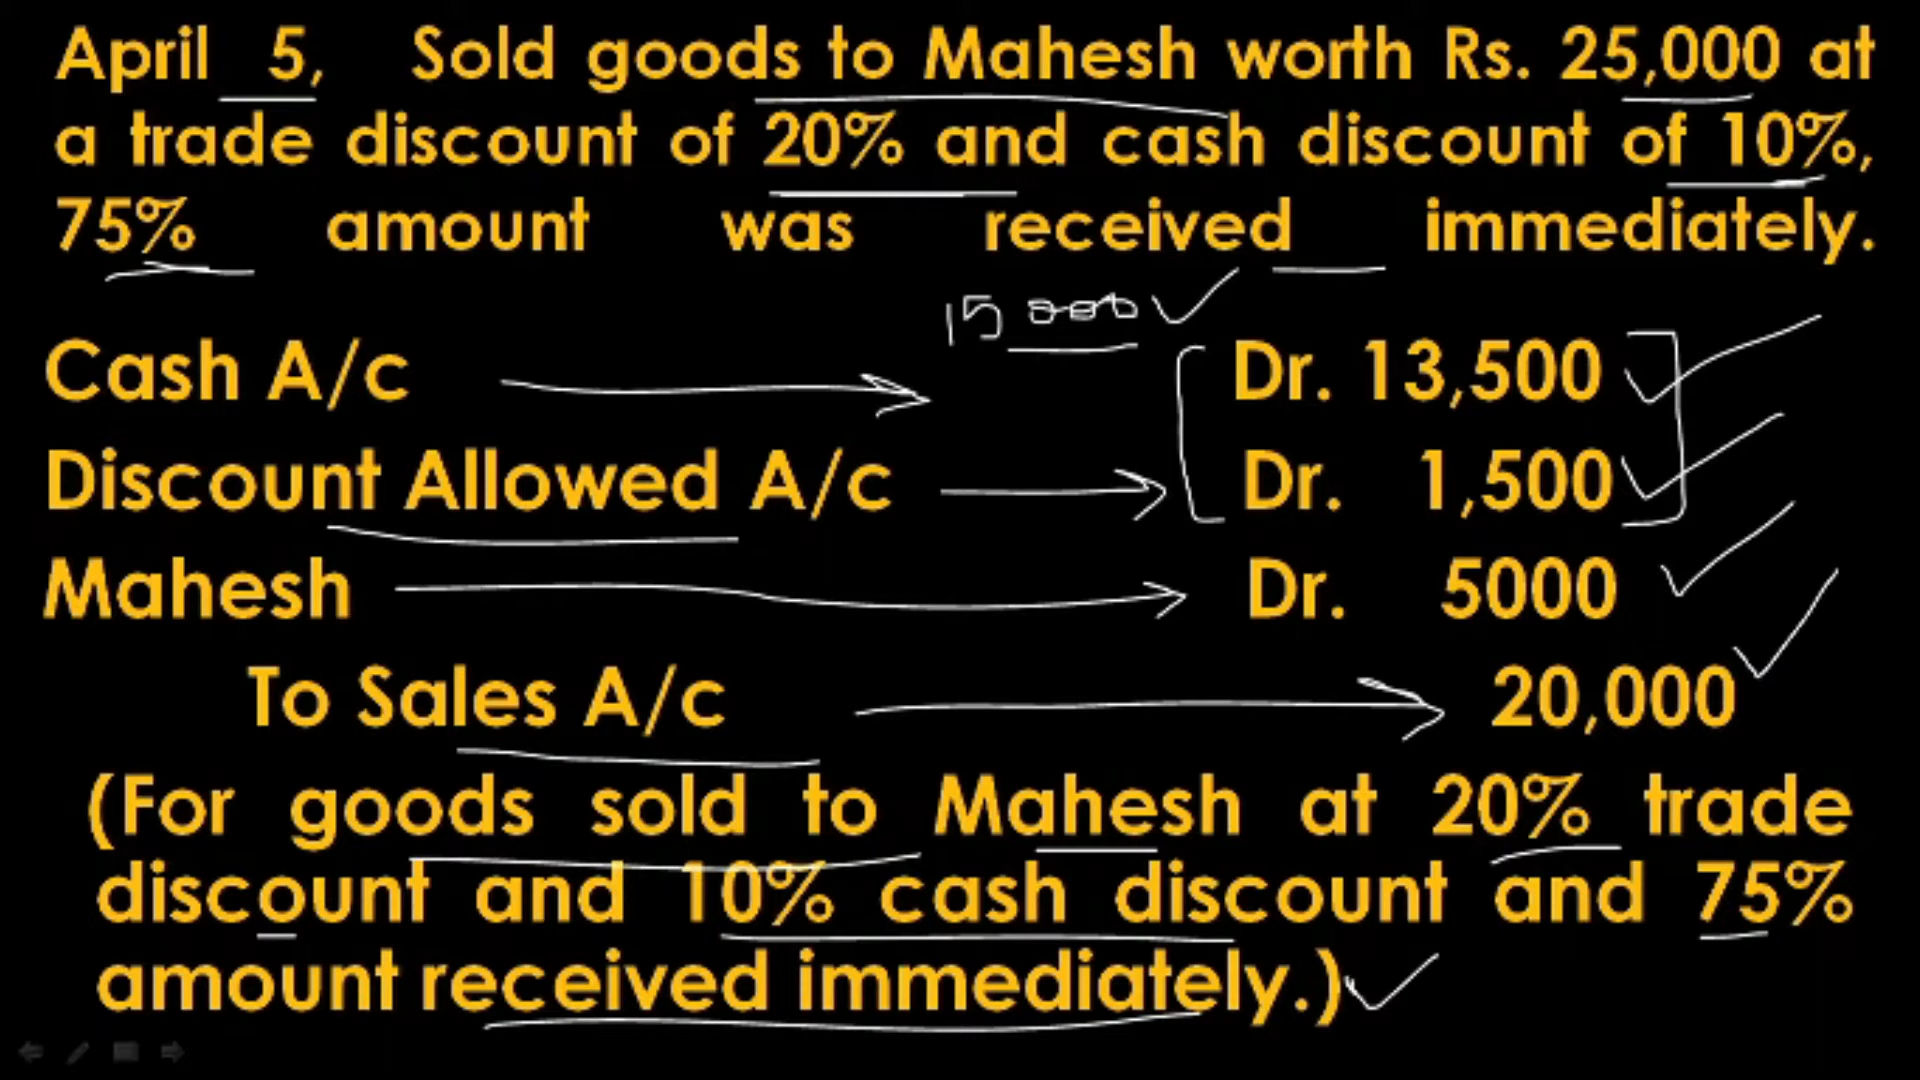 April 5, Sold goods to Mahesh worth Rs. 25,000 at
a trade discount of 20% and cash discount of 10%,
75% amount was received immediately.
15 000
Cash A/c Dr. 13,500
Discount Allowed A/c Dr. 1,500
Mahesh Dr. 5000
To Sales A/c 20,000
(For goods sold to Mahesh at 20% trade
discount and 10% cash discount and 75%
amount received immediately.)